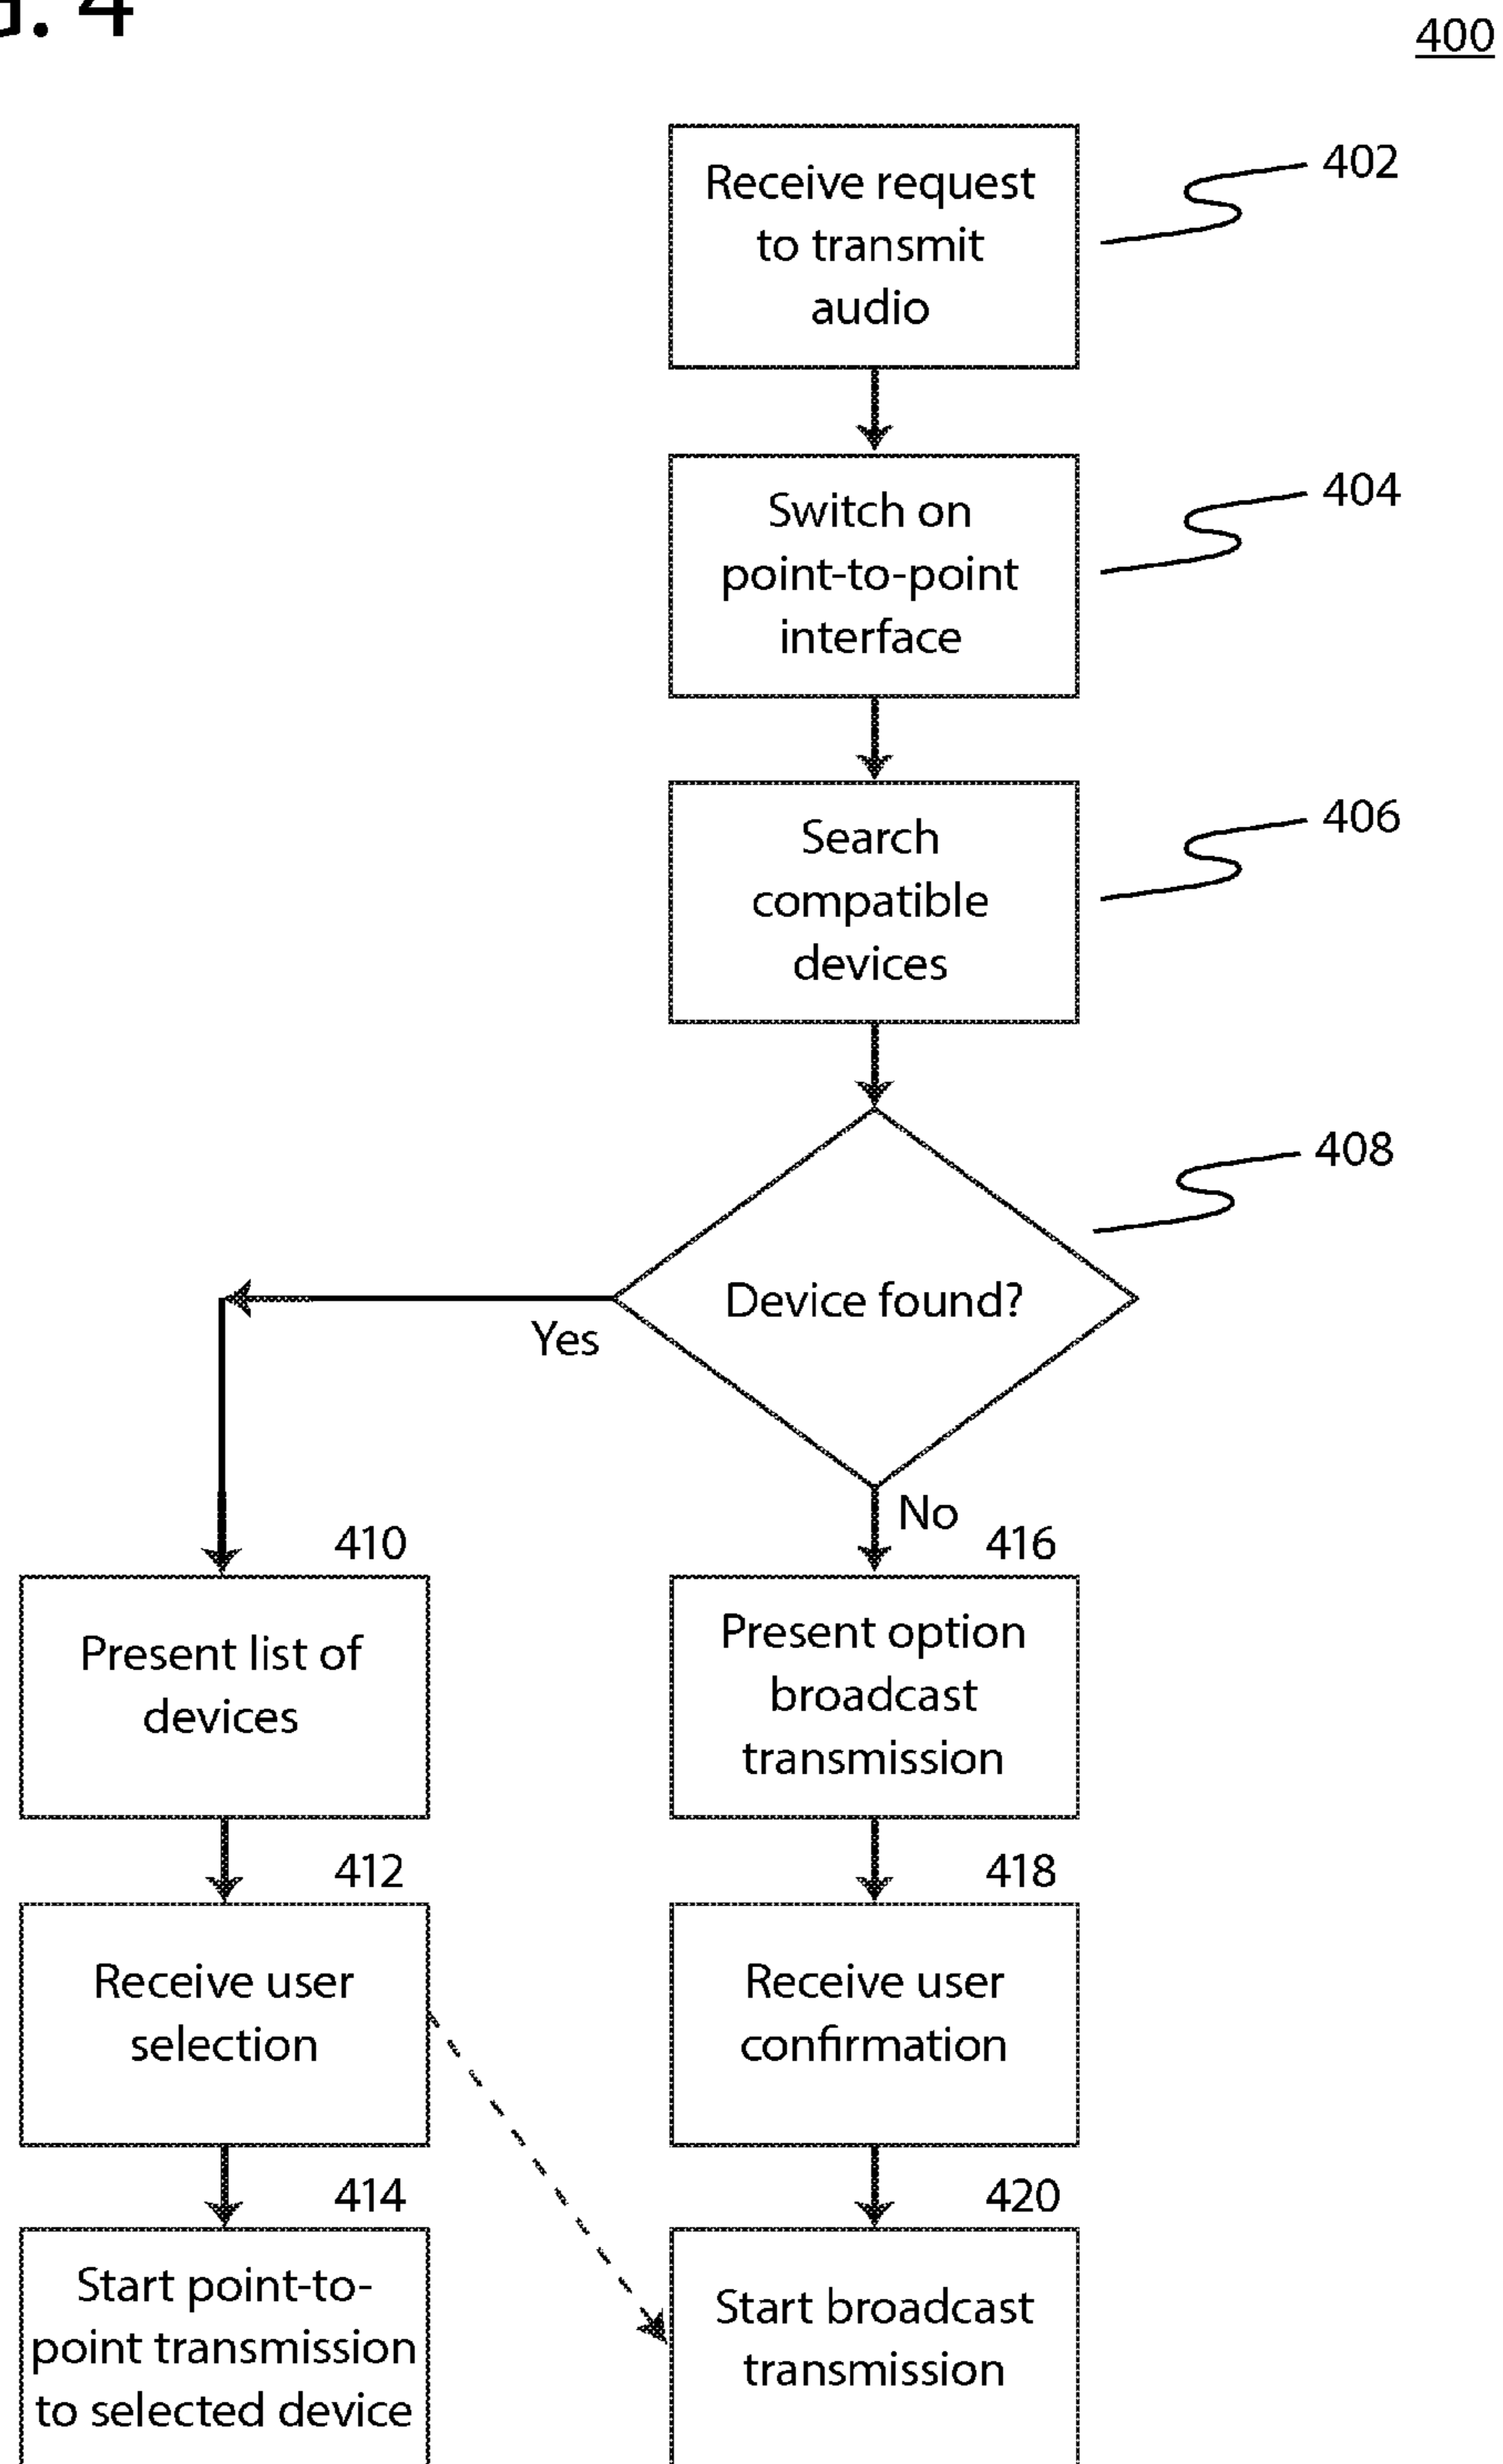 G. 4
400
Receive request
to transmit
audio
402
Switch on
point-to-point
interface
404
Search
compatible
devices
406
408
Device found?
Yes
No
410
416
Present list of
devices
Present option
broadcast
transmission
412
418
Receive user
selection
Receive user
confirmation
414
420
Start point-to-
point transmission
to selected device
Start broadcast
transmission